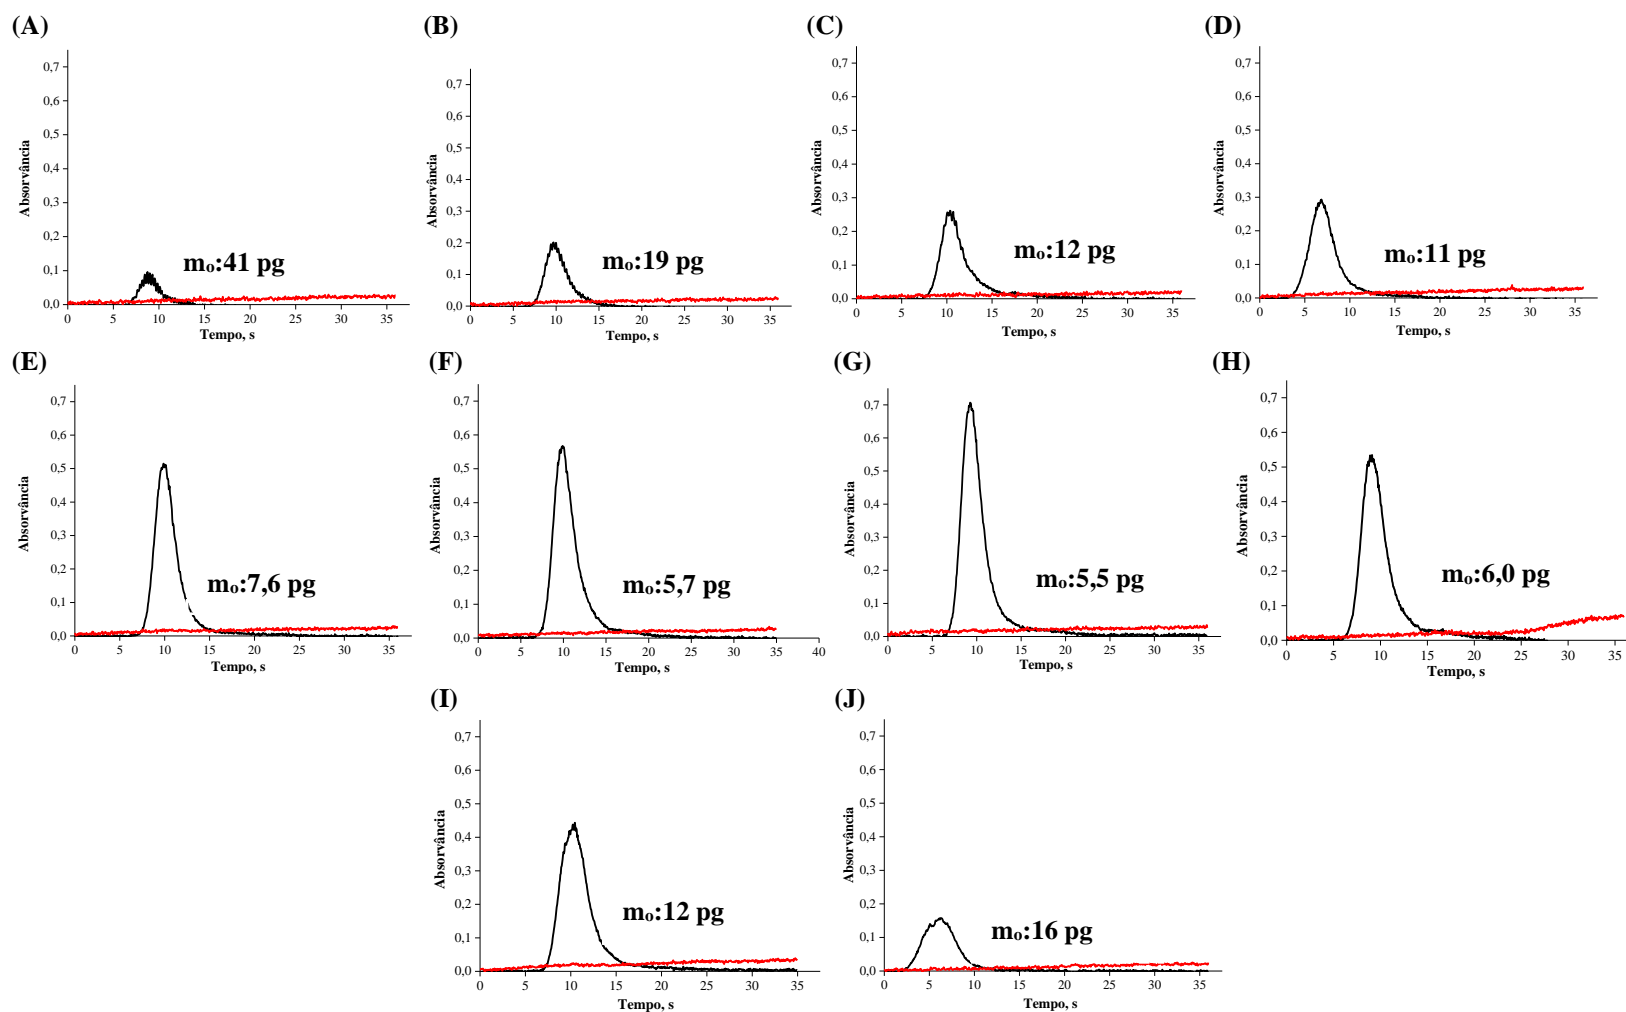 (A)
0,7
0,6
0,5
0,4
0,3
0,2
0,1
0,0
Absorvância
mo:41 pg
0 5 10 15 20 25 30 35
Tempo, s
(B)
0,7
0,6
0,5
0,4
0,3
0,2
0,1
0,0
Absorvância
mo:19 pg
0 5 10 15 20 25 30 35
Tempo, s
(C)
0,7
0,6
0,5
0,4
0,3
0,2
0,1
0,0
Absorvância
mo:12 pg
0 5 10 15 20 25 30 35
Tempo, s
(D)
0,7
0,6
0,5
0,4
0,3
0,2
0,1
0,0
Absorvância
mo:11 pg
0 5 10 15 20 25 30 35
Tempo, s
(E)
0,7
0,6
0,5
0,4
0,3
0,2
0,1
0,0
Absorvância
mo:7,6 pg
0 5 10 15 20 25 30 35
Tempo, s
(F)
0,7
0,6
0,5
0,4
0,3
0,2
0,1
0,0
Absorvância
mo:5,7 pg
0 5 10 15 20 25 30 35 40
Tempo, s
(G)
0,7
0,6
0,5
0,4
0,3
0,2
0,1
0,0
Absorvância
mo:5,5 pg
0 5 10 15 20 25 30 35
Tempo, s
(H)
0,7
0,6
0,5
0,4
0,3
0,2
0,1
0,0
Absorvância
mo:6,0 pg
0 5 10 15 20 25 30 35
Tempo, s
(I)
0,7
0,6
0,5
0,4
0,3
0,2
0,1
0,0
Absorvância
mo:12 pg
0 5 10 15 20 25 30 35
Tempo, s
(J)
0,7
0,6
0,5
0,4
0,3
0,2
0,1
0,0
Absorvância
mo:16 pg
0 5 10 15 20 25 30 35
Tempo, s